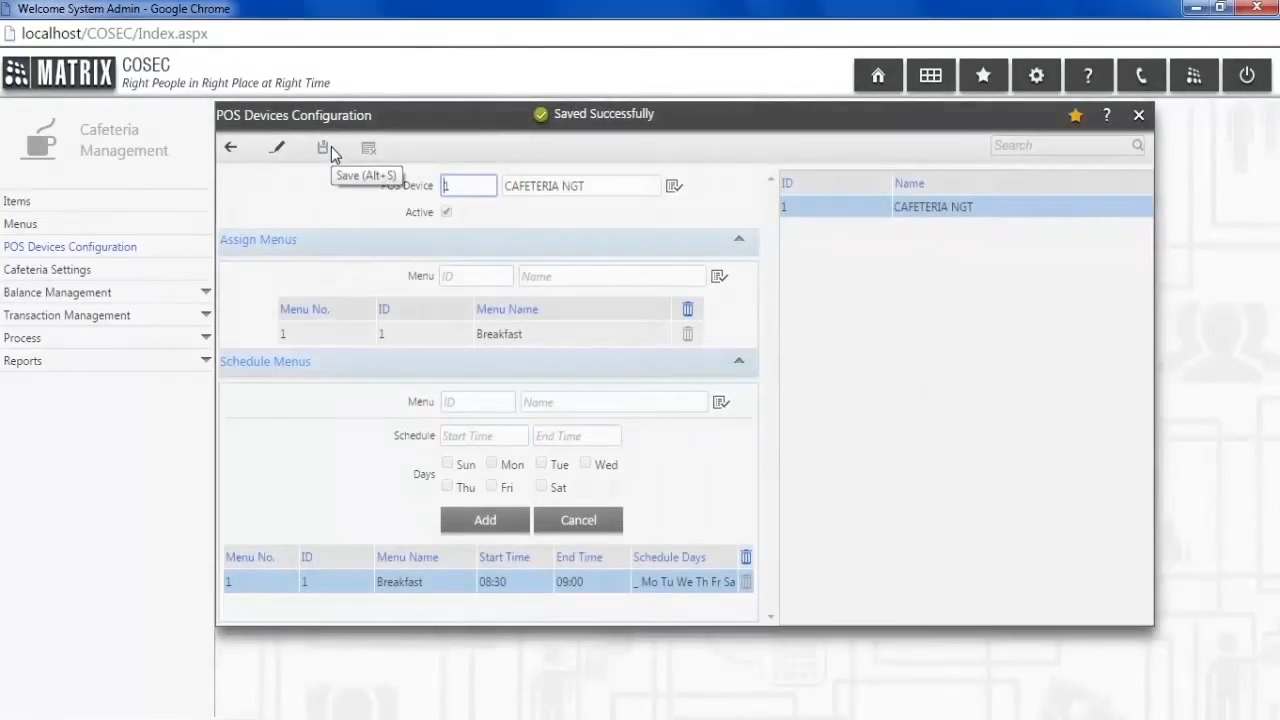 Welcome System Admin - Google Chrome
localhost/COSEC/Index.aspx
MATRIX COSEC
Right People in Right Place at Right Time
?
Cafeteria Management
Items
Menus
POS Devices Configuration
Cafeteria Settings
Balance Management
Transaction Management
Process
Reports
POS Devices Configuration
Saved Successfully
?
Search
Save (Alt+S)
Device 1 CAFETERIA NGT
Active
Assign Menus
Menu ID Name
Menu No. ID Menu Name
1 1 Breakfast
Schedule Menus
Menu ID Name
Schedule Start Time End Time
Days Sun Mon Tue Wed
Thu Fri Sat
Add Cancel
Menu No. ID Menu Name Start Time End Time Schedule Days
1 1 Breakfast 08:30 09:00 _ Mo Tu We Th Fr Sa
ID Name
1 CAFETERIA NGT